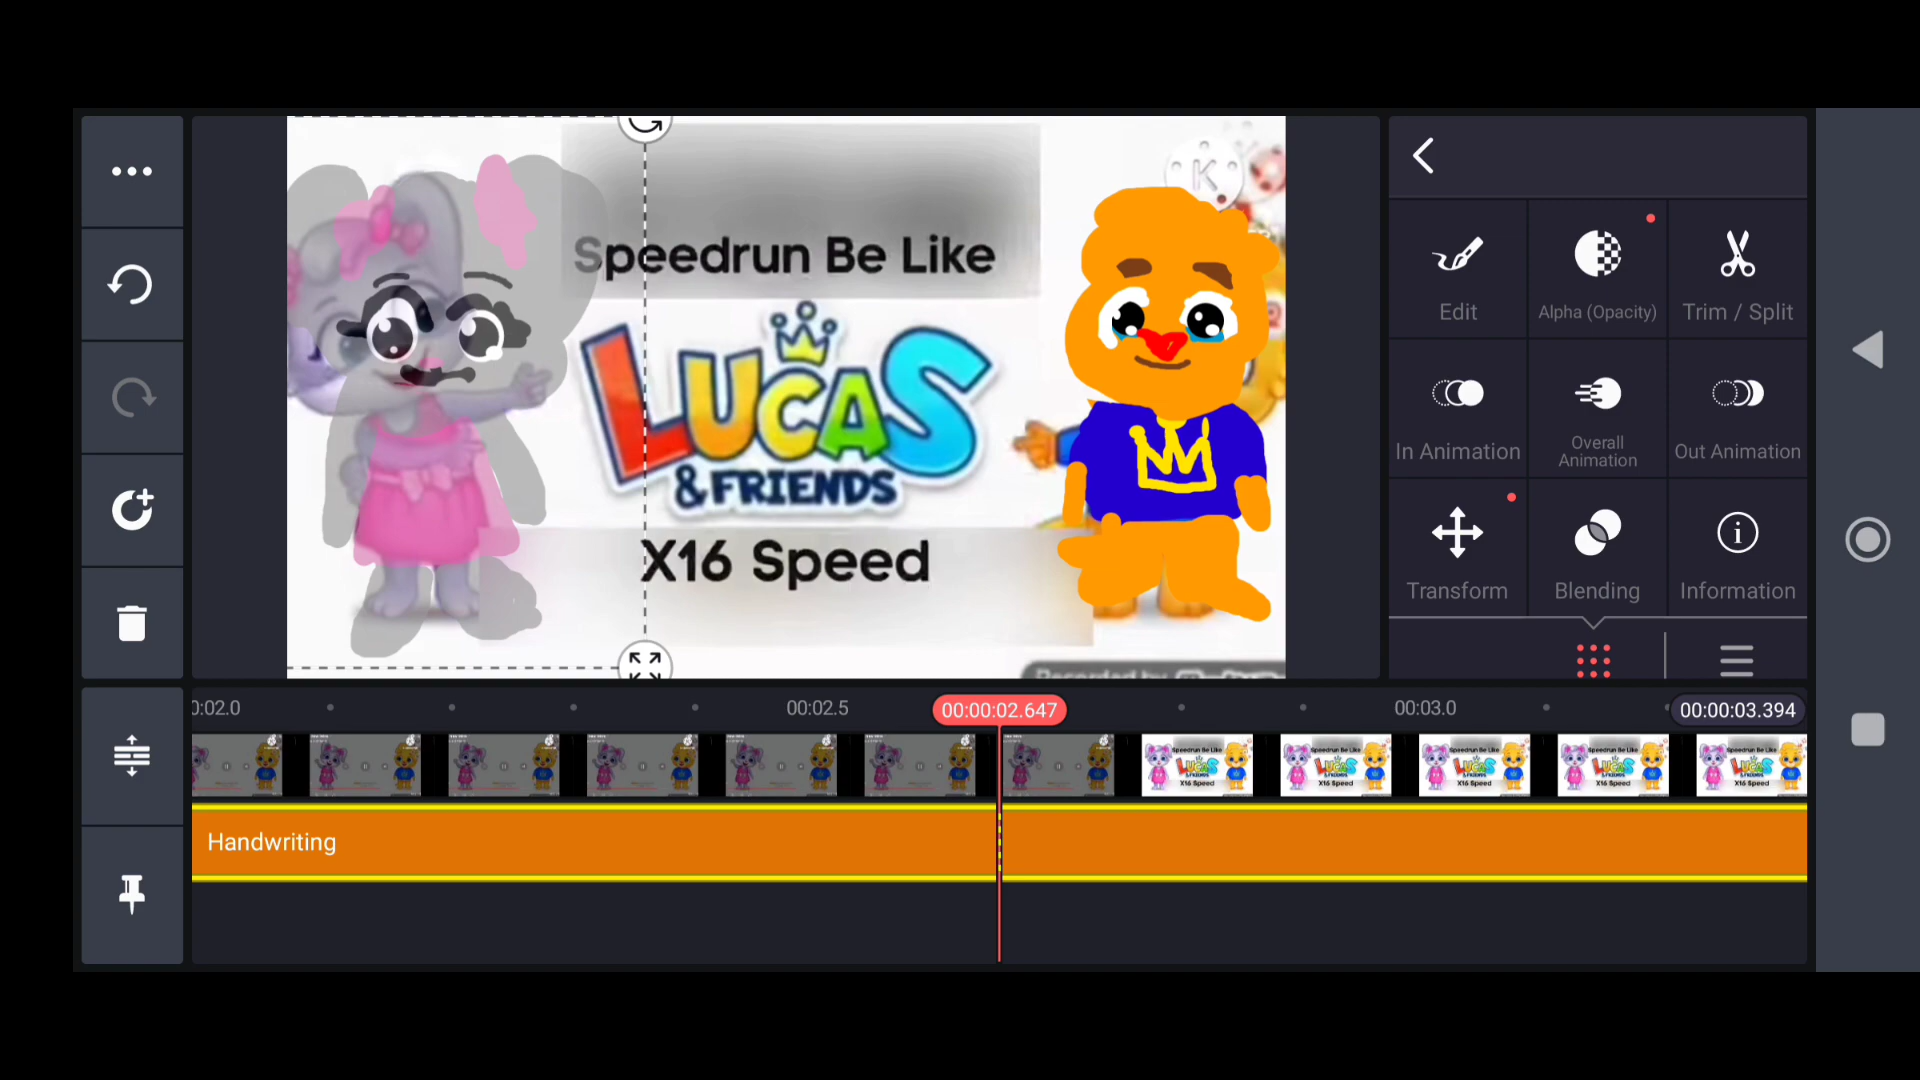 K
Speedrun Be Like
LUCAS
& FRIENDS
X16 Speed
Recorded by
Edit
Alpha (Opacity)
Trim / Split
In Animation
Overall
Animation
Out Animation
Transform
Blending
Information
0:02.0
00:02.5
00:00:02.647
00:03.0
00:00:03.394
Handwriting